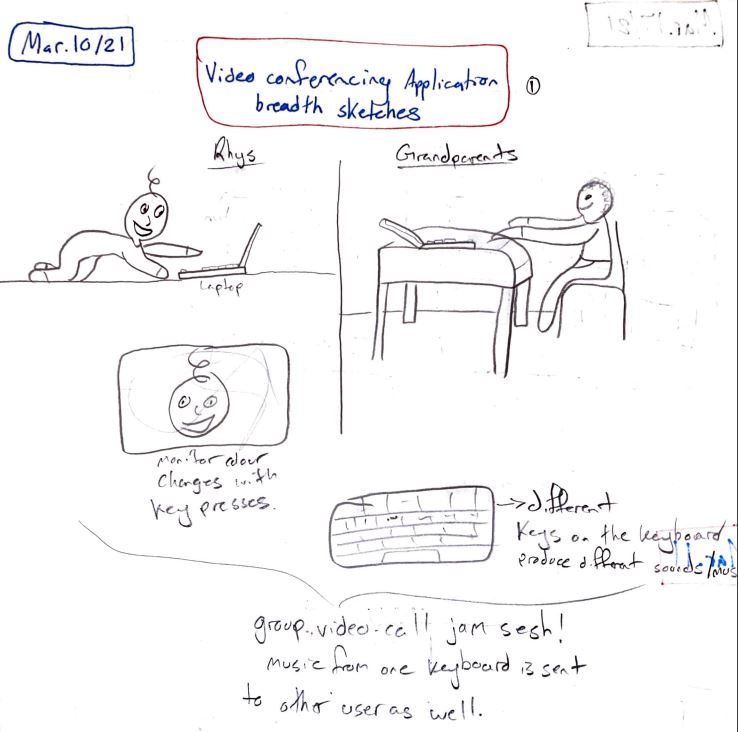 Mar.10/21
Video conferencing Application
breadth sketches
①
Rhys
Grandparents
Laptop
monitor colour
changes with
key presses.
→different
keys on the keyboard
produce different sounds/mus
group video-call jam sesh!
music from one keyboard is sent
to other user as well.